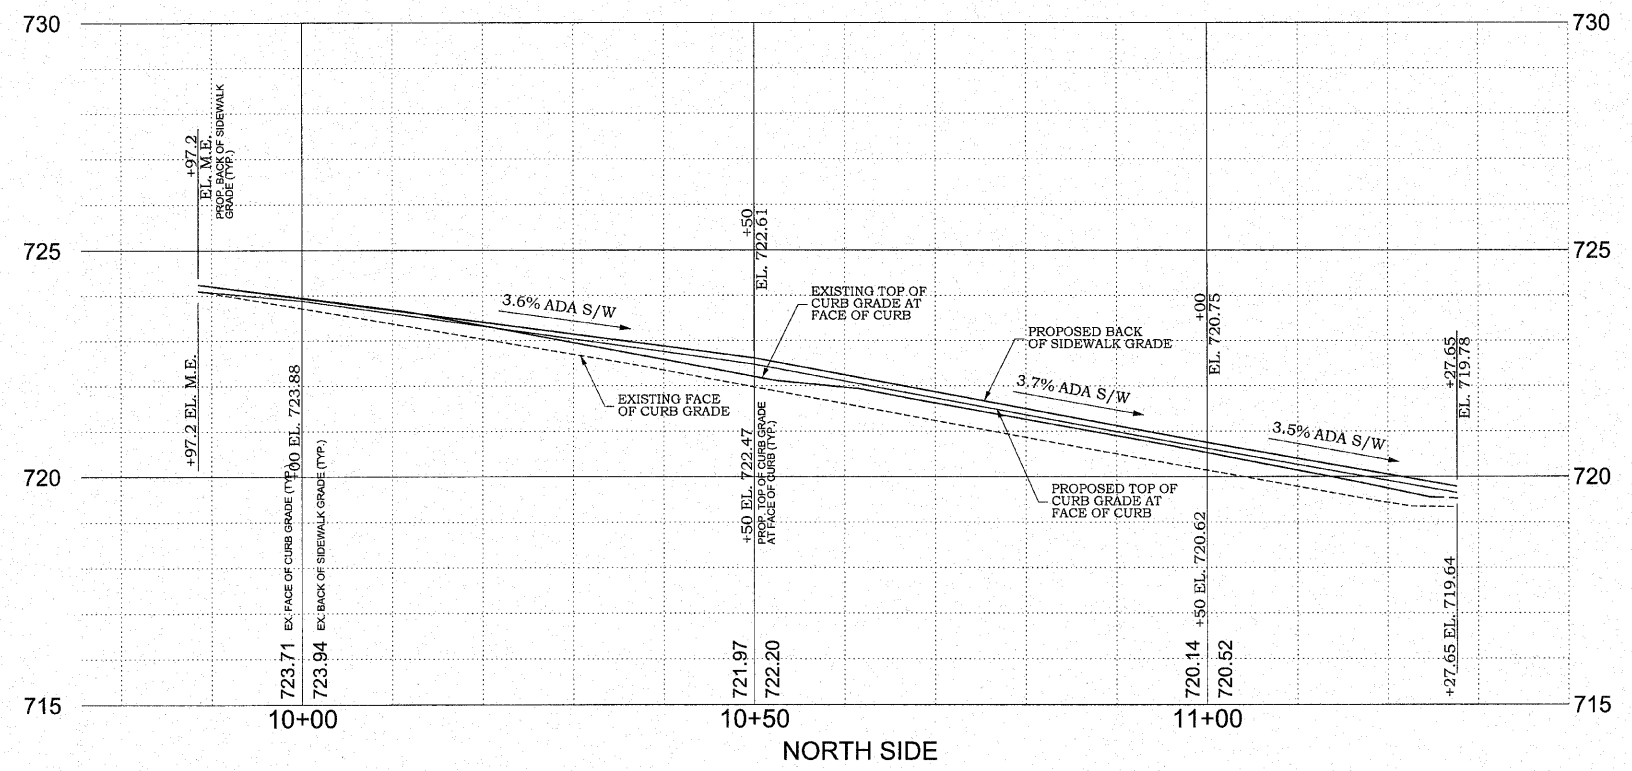 730
730
725
725
720
720
715
715
+97.2
EL. M.E.
PROP. BACK OF SIDEWALK
GRADE (TYP.)
+97.2 EL. M.E.
+00 EL. 723.88
723.71 EX. FACE OF CURB GRADE (TYP.)
723.94 EX. BACK OF SIDEWALK GRADE (TYP.)
3.6% ADA S/W
EXISTING FACE
OF CURB GRADE
+50
EL. 722.61
EXISTING TOP OF
CURB GRADE AT
FACE OF CURB
+50 EL. 722.47
PROP. TOP OF CURB GRADE
AT FACE OF CURB (TYP.)
721.97
722.20
PROPOSED BACK
OF SIDEWALK GRADE
3.7% ADA S/W
PROPOSED TOP OF
CURB GRADE AT
FACE OF CURB
+00
EL. 720.75
+50 EL. 720.62
720.14
720.52
3.5% ADA S/W
+27.65
EL. 719.78
+27.65 EL. 719.64
10+00
10+50
11+00
NORTH SIDE